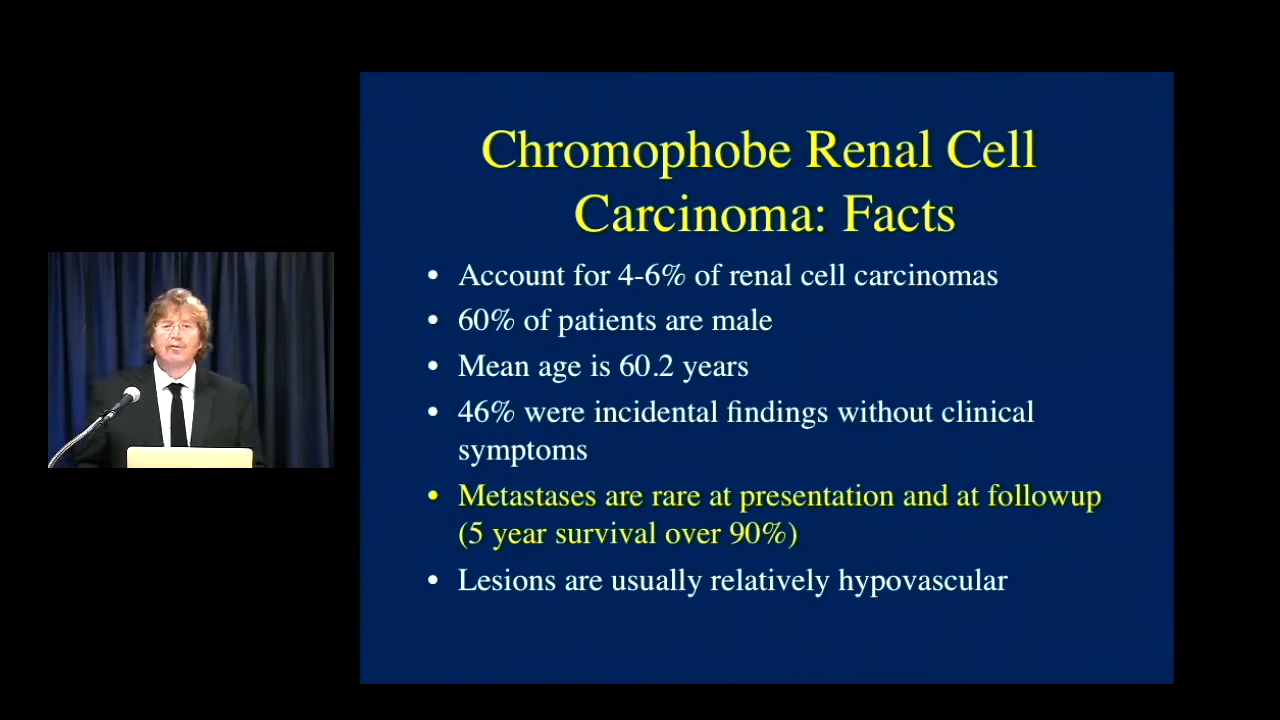 Chromophobe Renal Cell
Carcinoma: Facts
• Account for 4-6% of renal cell carcinomas
• 60% of patients are male
• Mean age is 60.2 years
• 46% were incidental findings without clinical
symptoms
• Metastases are rare at presentation and at followup
(5 year survival over 90%)
• Lesions are usually relatively hypovascular